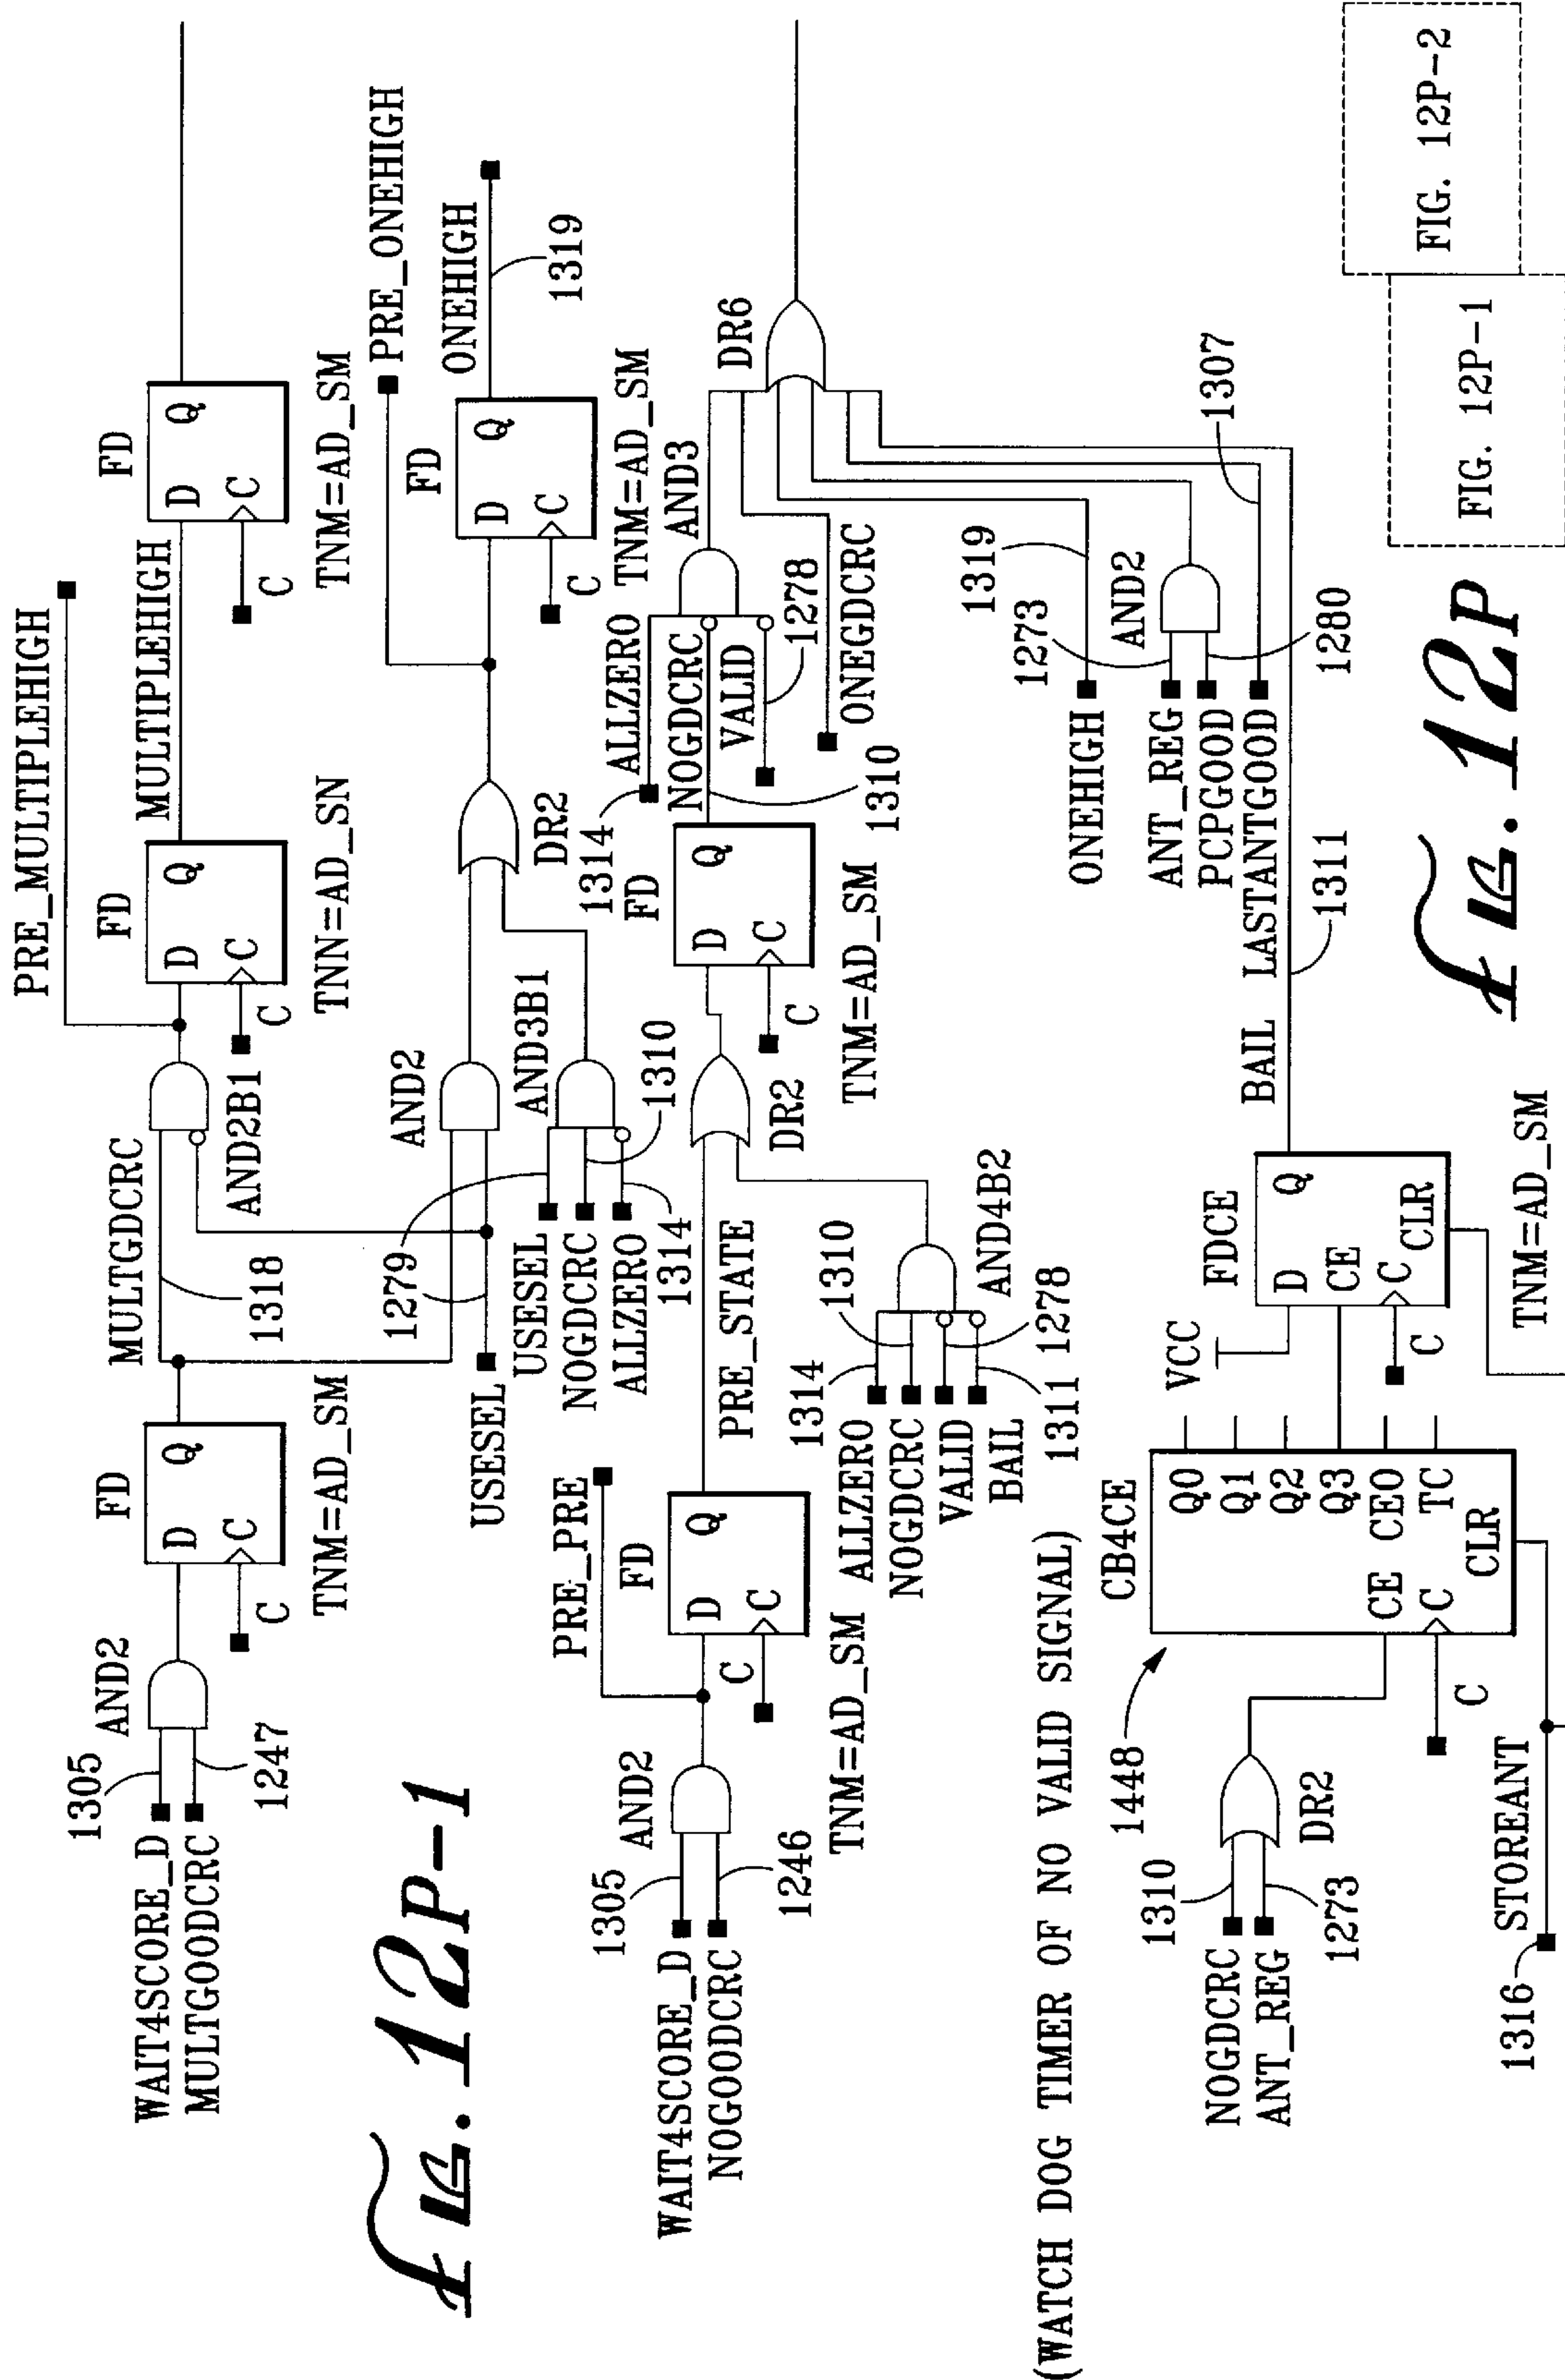 1305
WAIT4SCORE_D
MULTGOODCRC
1247
AND2
FD
D
Q
C
C
TNM=AD_SM
MULTGDCRC
1318
AND2B1
PRE_MULTIPLEHIGH
FD
D
Q
C
C
TNN=AD_SN
MULTIPLEHIGH
FD
D
Q
C
C
TNM=AD_SM
USESEL
1279
USESEL
NOGDCRC
ALLZERO
1314
AND2
AND3B1
1310
DR2
PRE_ONEHIGH
FD
D
Q
C
C
TNM=AD_SM
ONEHIGH
1319
FIG. 12P-1
1305
WAIT4SCORE_D
NOGOODCRC
1246
AND2
PRE_PRE
FD
D
Q
C
C
TNM=AD_SM
PRE_STATE
ALLZERO
NOGDCRC
VALID
BAIL
1314
1310
1311
1278
AND4B2
DR2
FD
D
Q
C
C
TNM=AD_SM
1314
ALLZERO
NOGDCRC
VALID
1310
1278
AND3
ONEGDCRC
DR6
ONEHIGH
1319
1273
ANT_REG
PCPGOOD
AND2
1280
LASTANTGOOD
1307
BAIL
1311
(WATCH DOG TIMER OF NO VALID SIGNAL)
1448
CB4CE
1310
NOGDCRC
ANT_REG
1273
DR2
Q0
Q1
Q2
Q3
CE CEO
C TC
CLR
C
1316
STOREANT
VCC
FDCE
D
Q
CE
C
CLR
C
TNM=AD_SM
FIG. 12P
FIG. 12P-1
FIG. 12P-2